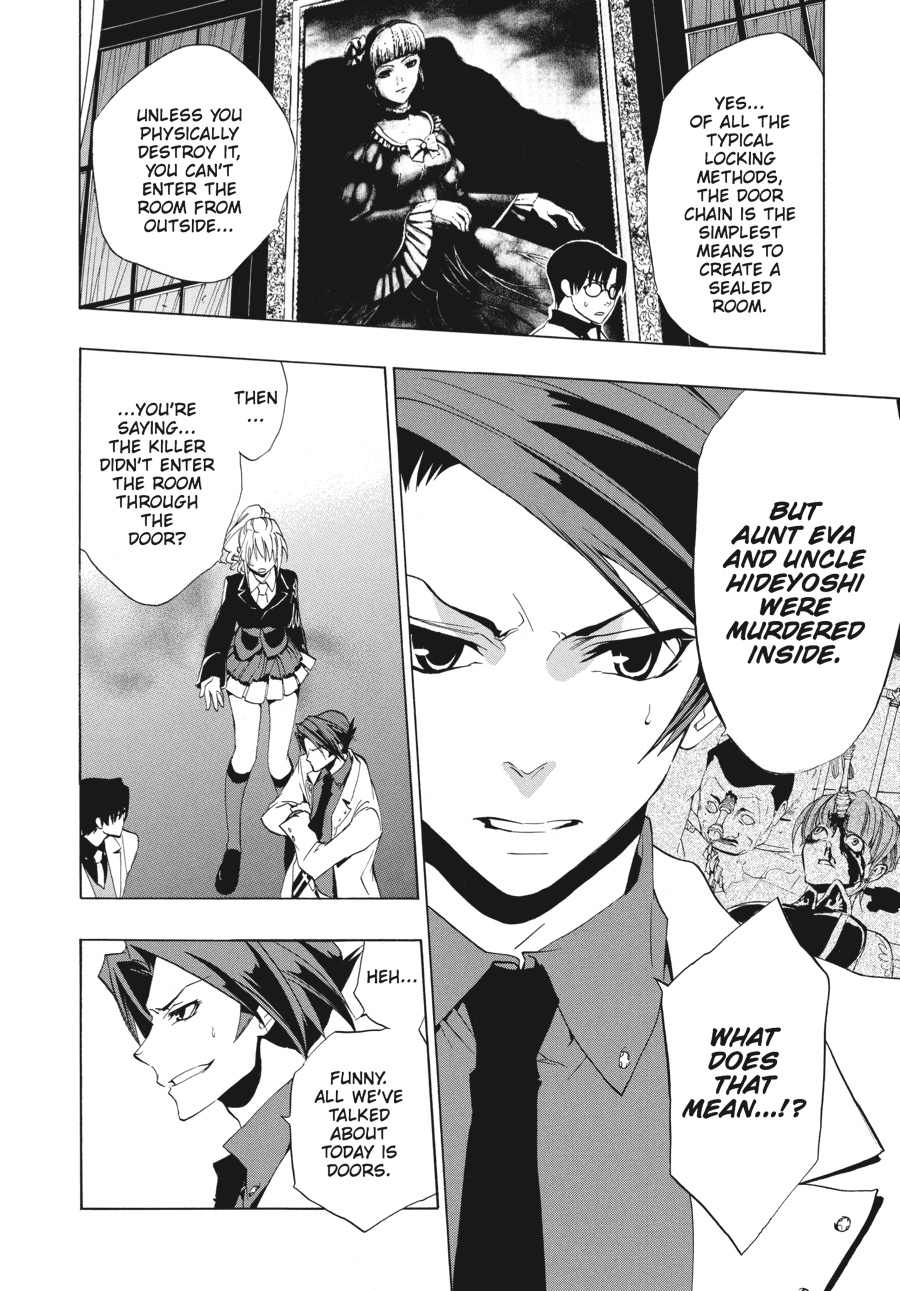 YES...
OF ALL THE
TYPICAL
LOCKING
METHODS,
THE DOOR
CHAIN IS THE
SIMPLEST
MEANS TO
CREATE A
SEALED
ROOM.
UNLESS YOU
PHYSICALLY
DESTROY IT,
YOU CAN'T
ENTER THE
ROOM FROM
OUTSIDE...
BUT
AUNT EVA
AND UNCLE
HIDEYOSHI
WERE
MURDERED
INSIDE.
WHAT
DOES
THAT
MEAN...!?
THEN
...
...YOU'RE
SAYING...
THE KILLER
DIDN'T ENTER
THE ROOM
THROUGH
THE
DOOR?
HEH...
FUNNY.
ALL WE'VE
TALKED
ABOUT
TODAY IS
DOORS.